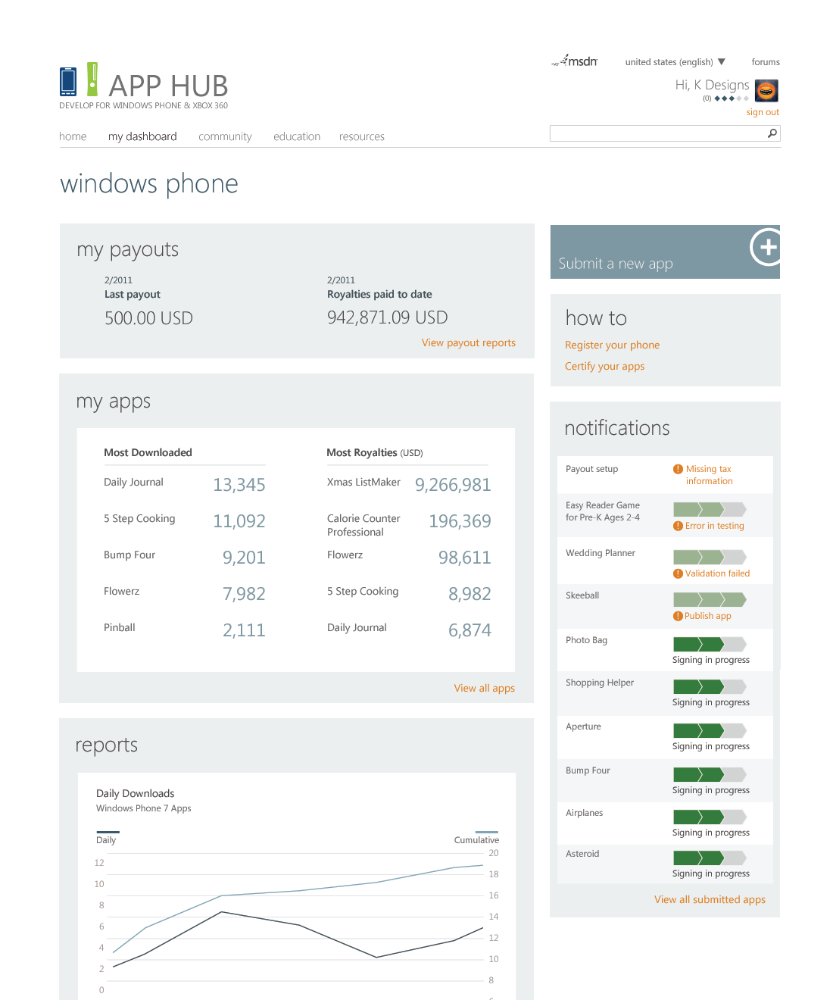 msdn
united states (english) ▼
forums
APP HUB
DEVELOP FOR WINDOWS PHONE & XBOX 360
Hi, K Designs
(0)
sign out
home
my dashboard
community
education
resources
windows phone
my payouts
2/2011
Last payout
500.00 USD
2/2011
Royalties paid to date
942,871.09 USD
View payout reports
Submit a new app
how to
Register your phone
Certify your apps
my apps
Most Downloaded
Daily Journal 13,345
5 Step Cooking 11,092
Bump Four 9,201
Flowerz 7,982
Pinball 2,111
Most Royalties (USD)
Xmas ListMaker 9,266,981
Calorie Counter 196,369
Professional
Flowerz 98,611
5 Step Cooking 8,982
Daily Journal 6,874
View all apps
notifications
Payout setup
! Missing tax
information
Easy Reader Game
for Pre-K Ages 2-4
! Error in testing
Wedding Planner
! Validation failed
Skeeball
! Publish app
Photo Bag
Signing in progress
Shopping Helper
Signing in progress
Aperture
Signing in progress
Bump Four
Signing in progress
Airplanes
Signing in progress
Asteroid
Signing in progress
View all submitted apps
reports
Daily Downloads
Windows Phone 7 Apps
Daily
Cumulative
12
10
8
6
4
2
0
20
18
16
14
12
10
8